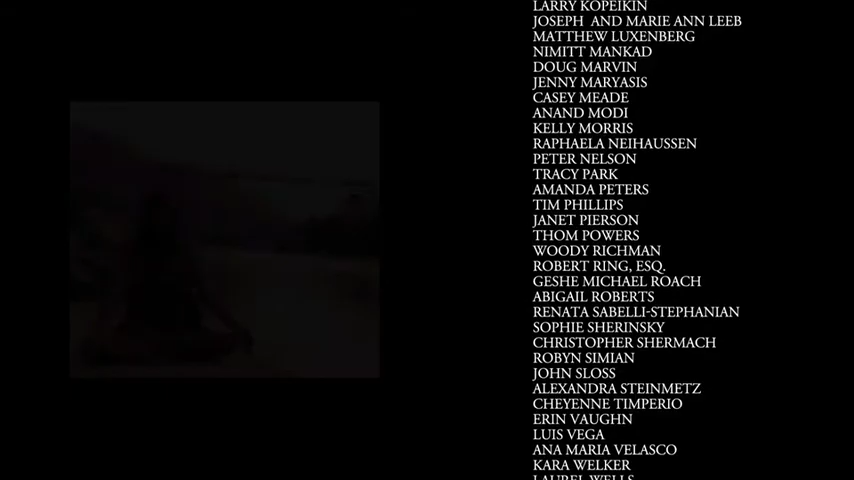 LARRY KOPEIKIN
JOSEPH AND MARIE ANN LEEB
MATTHEW LUXENBERG
NIMITT MANKAD
DOUG MARVIN
JENNY MARYASIS
CASEY MEADE
ANAND MODI
KELLY MORRIS
RAPHAELA NEIHAUSSEN
PETER NELSON
TRACY PARK
AMANDA PETERS
TIM PHILLIPS
JANET PIERSON
THOM POWERS
WOODY RICHMAN
ROBERT RING, ESQ.
GESHE MICHAEL ROACH
ABIGAIL ROBERTS
RENATA SABELLI-STEPHANIAN
SOPHIE SHERINSKY
CHRISTOPHER SHERMACH
ROBYN SIMIAN
JOHN SLOSS
ALEXANDRA STEINMETZ
CHEYENNE TIMPERIO
ERIN VAUGHN
LUIS VEGA
ANA MARIA VELASCO
KARA WELKER
LAUREL WELLS